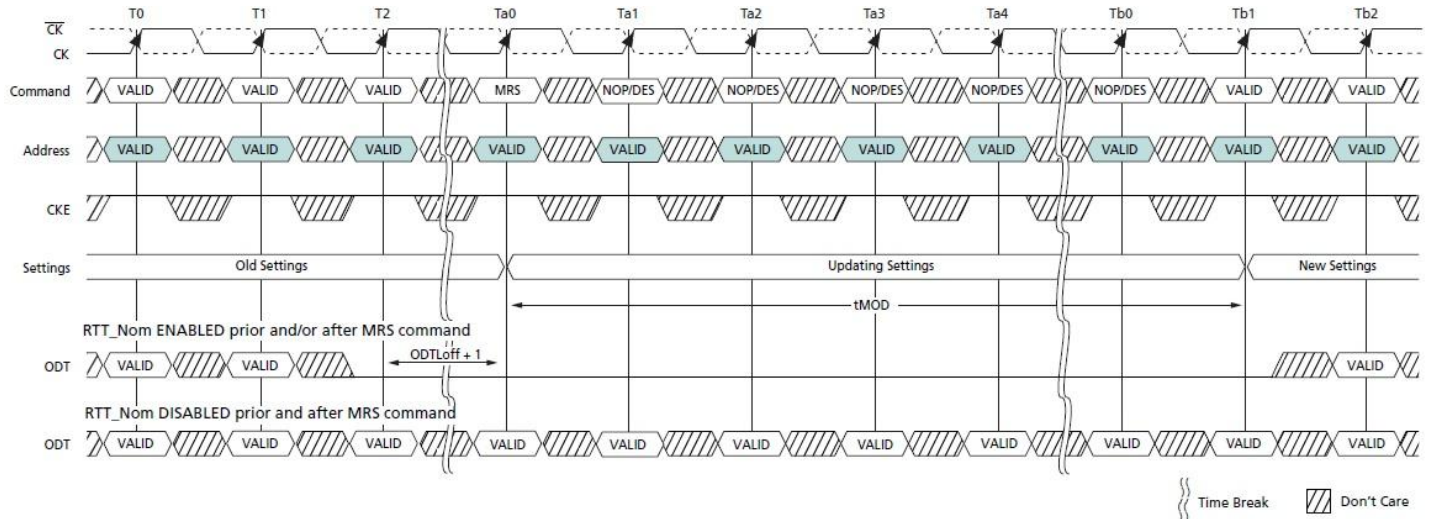 T0 T1 T2 Ta0 Ta1 Ta2 Ta3 Ta4 Tb0 Tb1 Tb2
CK
CK
Command VALID VALID VALID MRS NOP/DES NOP/DES NOP/DES NOP/DES NOP/DES VALID VALID
Address VALID VALID VALID VALID VALID VALID VALID VALID VALID VALID VALID
CKE
Settings Old Settings Updating Settings New Settings
tMOD
RTT_Nom ENABLED prior and/or after MRS command
ODTLoff + 1
ODT VALID VALID VALID
RTT_Nom DISABLED prior and after MRS command
ODT VALID VALID VALID VALID VALID VALID VALID VALID VALID VALID VALID
Time Break Don't Care